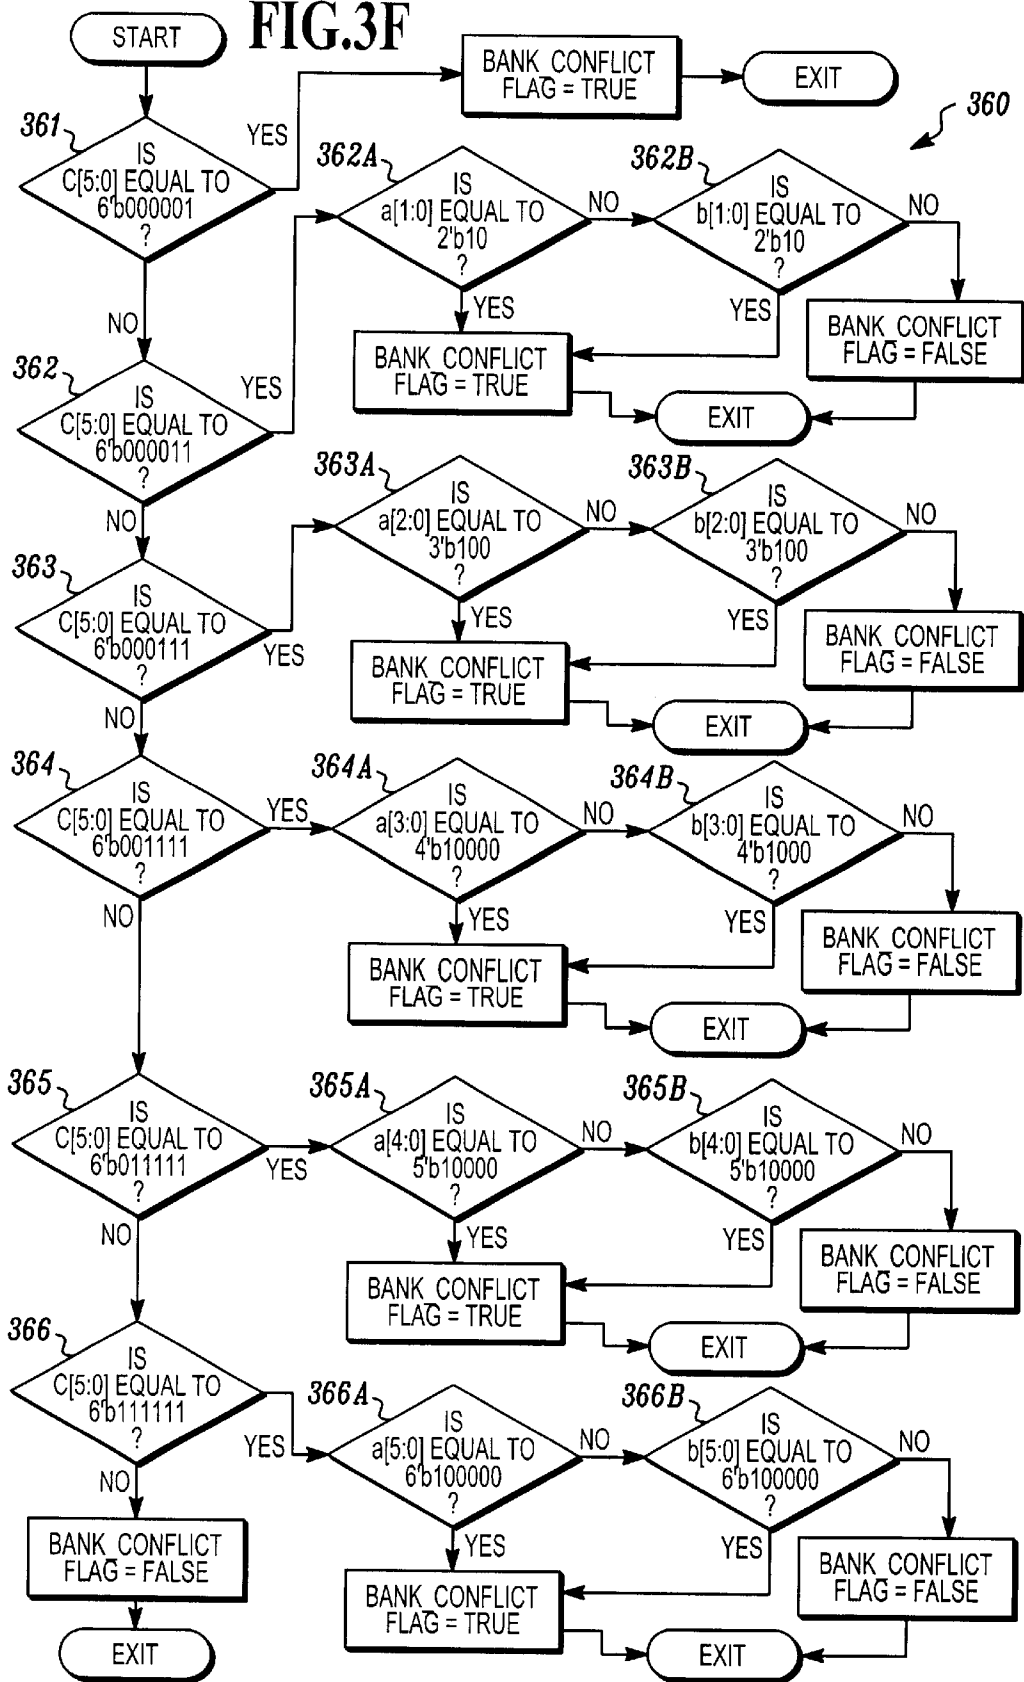 FIG.3F
START
BANK_CONFLICT
FLAG = TRUE
EXIT
360
361
IS
C[5:0] EQUAL TO
6'b000001
?
YES
NO
362A
IS
a[1:0] EQUAL TO
2'b10
?
NO
YES
362B
IS
b[1:0] EQUAL TO
2'b10
?
NO
YES
BANK_CONFLICT
FLAG = TRUE
BANK_CONFLICT
FLAG = FALSE
EXIT
362
IS
C[5:0] EQUAL TO
6'b000011
?
YES
NO
363A
IS
a[2:0] EQUAL TO
3'b100
?
NO
YES
363B
IS
b[2:0] EQUAL TO
3'b100
?
NO
YES
BANK_CONFLICT
FLAG = TRUE
BANK_CONFLICT
FLAG = FALSE
EXIT
363
IS
C[5:0] EQUAL TO
6'b000111
?
YES
NO
364
IS
C[5:0] EQUAL TO
6'b001111
?
YES
NO
364A
IS
a[3:0] EQUAL TO
4'b10000
?
NO
YES
364B
IS
b[3:0] EQUAL TO
4'b1000
?
NO
YES
BANK_CONFLICT
FLAG = TRUE
BANK_CONFLICT
FLAG = FALSE
EXIT
365
IS
C[5:0] EQUAL TO
6'b011111
?
YES
NO
365A
IS
a[4:0] EQUAL TO
5'b10000
?
NO
YES
365B
IS
b[4:0] EQUAL TO
5'b10000
?
NO
YES
BANK_CONFLICT
FLAG = TRUE
BANK_CONFLICT
FLAG = FALSE
EXIT
366
IS
C[5:0] EQUAL TO
6'b111111
?
YES
NO
366A
IS
a[5:0] EQUAL TO
6'b100000
?
NO
YES
366B
IS
b[5:0] EQUAL TO
6'b100000
?
NO
YES
BANK_CONFLICT
FLAG = FALSE
EXIT
BANK_CONFLICT
FLAG = TRUE
BANK_CONFLICT
FLAG = FALSE
EXIT